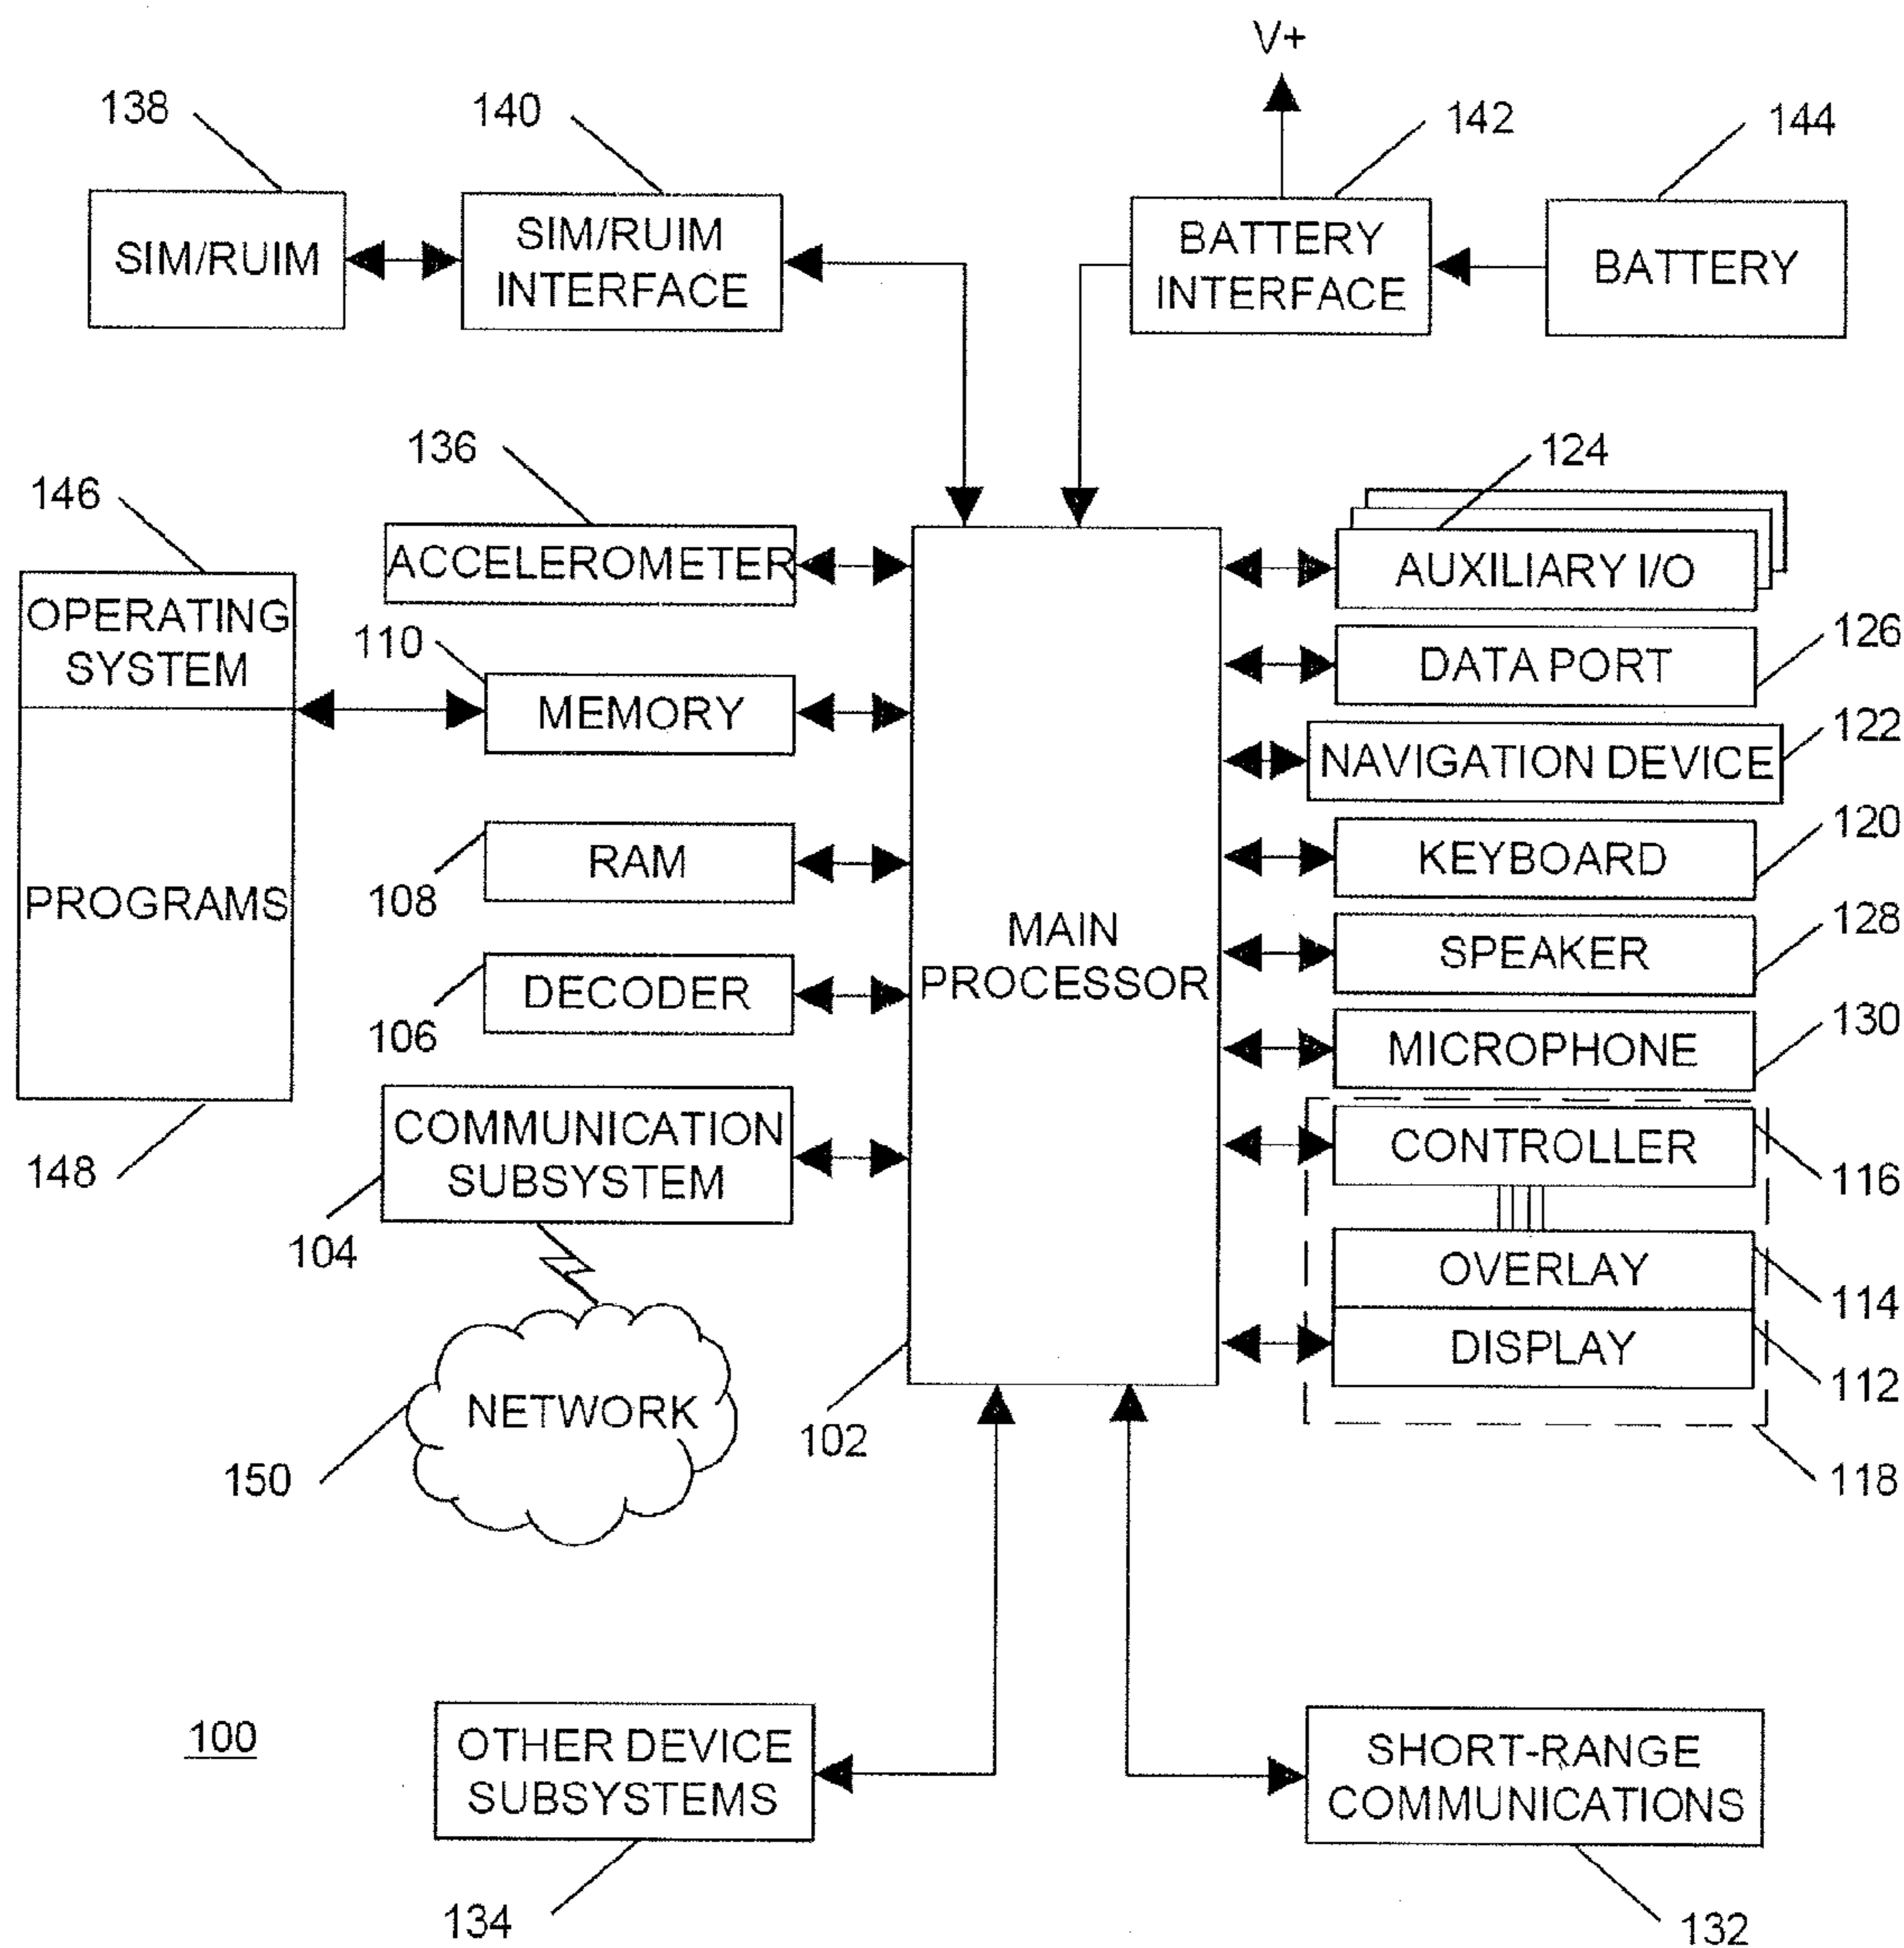 V+
138
140
142
144
SIM/RUIM
SIM/RUIM
INTERFACE
BATTERY
INTERFACE
BATTERY
136
124
146
ACCELEROMETER
AUXILIARY I/O
OPERATING
SYSTEM
110
126
DATA PORT
MEMORY
122
NAVIGATION DEVICE
120
KEYBOARD
RAM
108
PROGRAMS
MAIN
PROCESSOR
128
SPEAKER
DECODER
106
130
MICROPHONE
COMMUNICATION
SUBSYSTEM
CONTROLLER
148
116
104
OVERLAY
114
DISPLAY
112
NETWORK
102
150
118
100
OTHER DEVICE
SUBSYSTEMS
SHORT-RANGE
COMMUNICATIONS
134
132